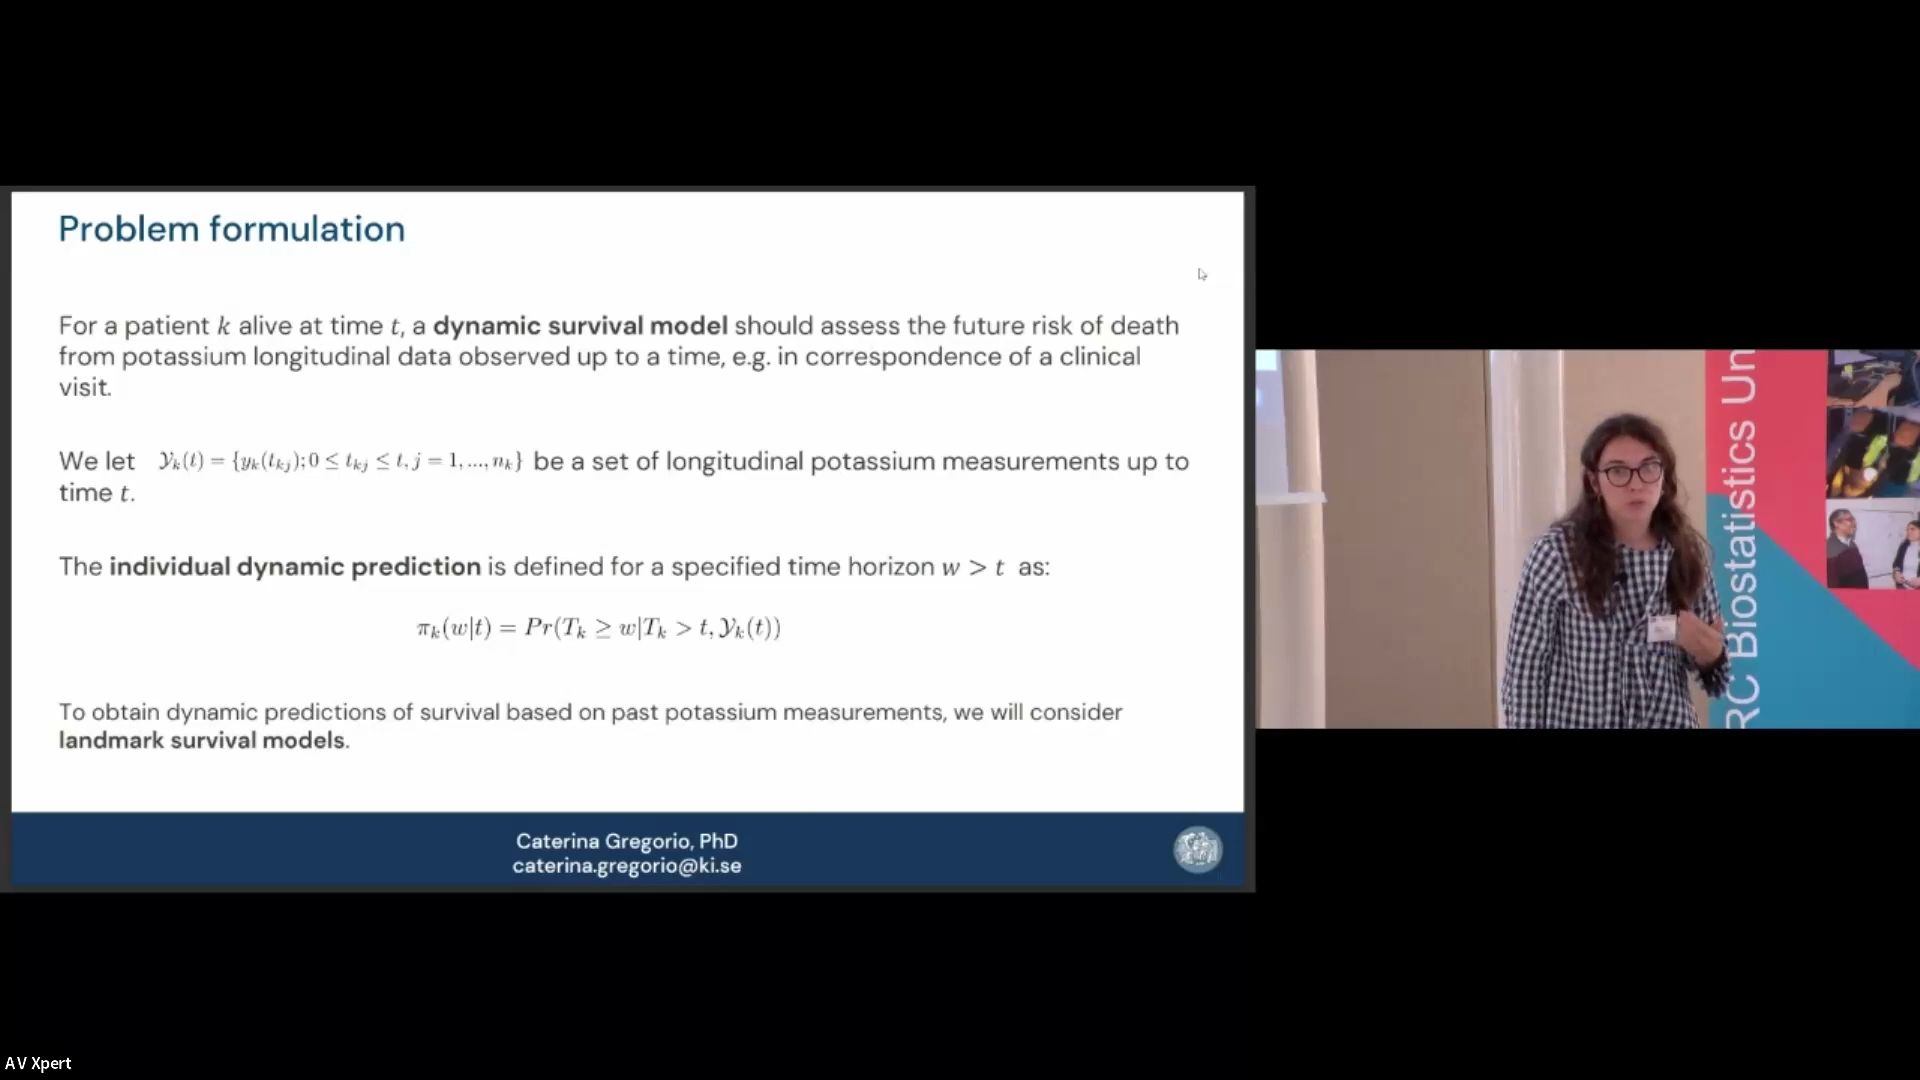 Problem formulation
For a patient k alive at time t, a dynamic survival model should assess the future risk of death
from potassium longitudinal data observed up to a time, e.g. in correspondence of a clinical
visit.
We let 𝒴ₖ(t) = {yₖ(tₖⱼ); 0 ≤ tₖⱼ ≤ t, j = 1, ..., nₖ} be a set of longitudinal potassium measurements up to
time t.
The individual dynamic prediction is defined for a specified time horizon w > t as:
πₖ(w|t) = Pr(Tₖ ≥ w|Tₖ > t, 𝒴ₖ(t))
To obtain dynamic predictions of survival based on past potassium measurements, we will consider
landmark survival models.
Caterina Gregorio, PhD
caterina.gregorio@ki.se
RC Biostatistics Un
AV Xpert